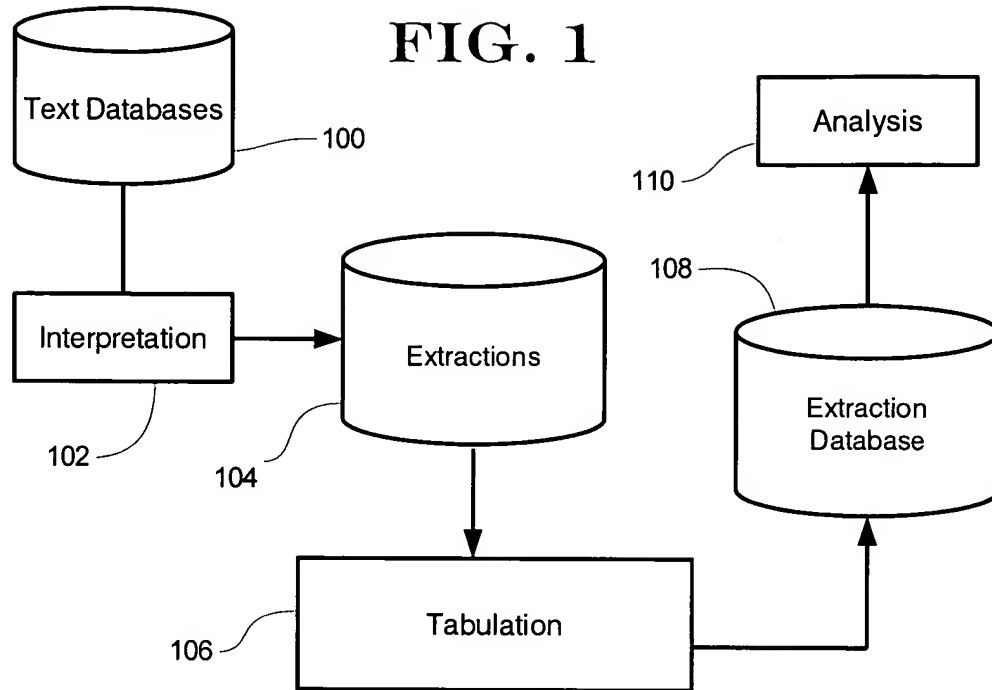 FIG. 1
Text Databases
100
Analysis
110
108
Interpretation
102
Extractions
104
Extraction
Database
Tabulation
106